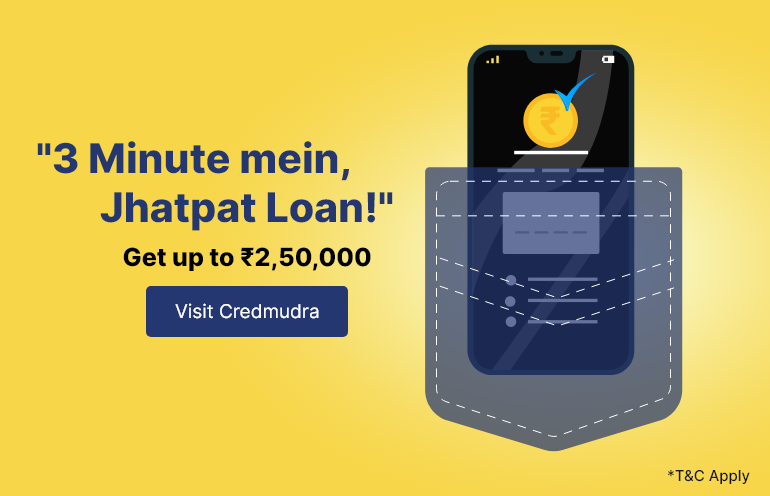 "3 Minute mein,
Jhatpat Loan!"
Get up to ₹2,50,000
Visit Credmudra
₹
*T&C Apply